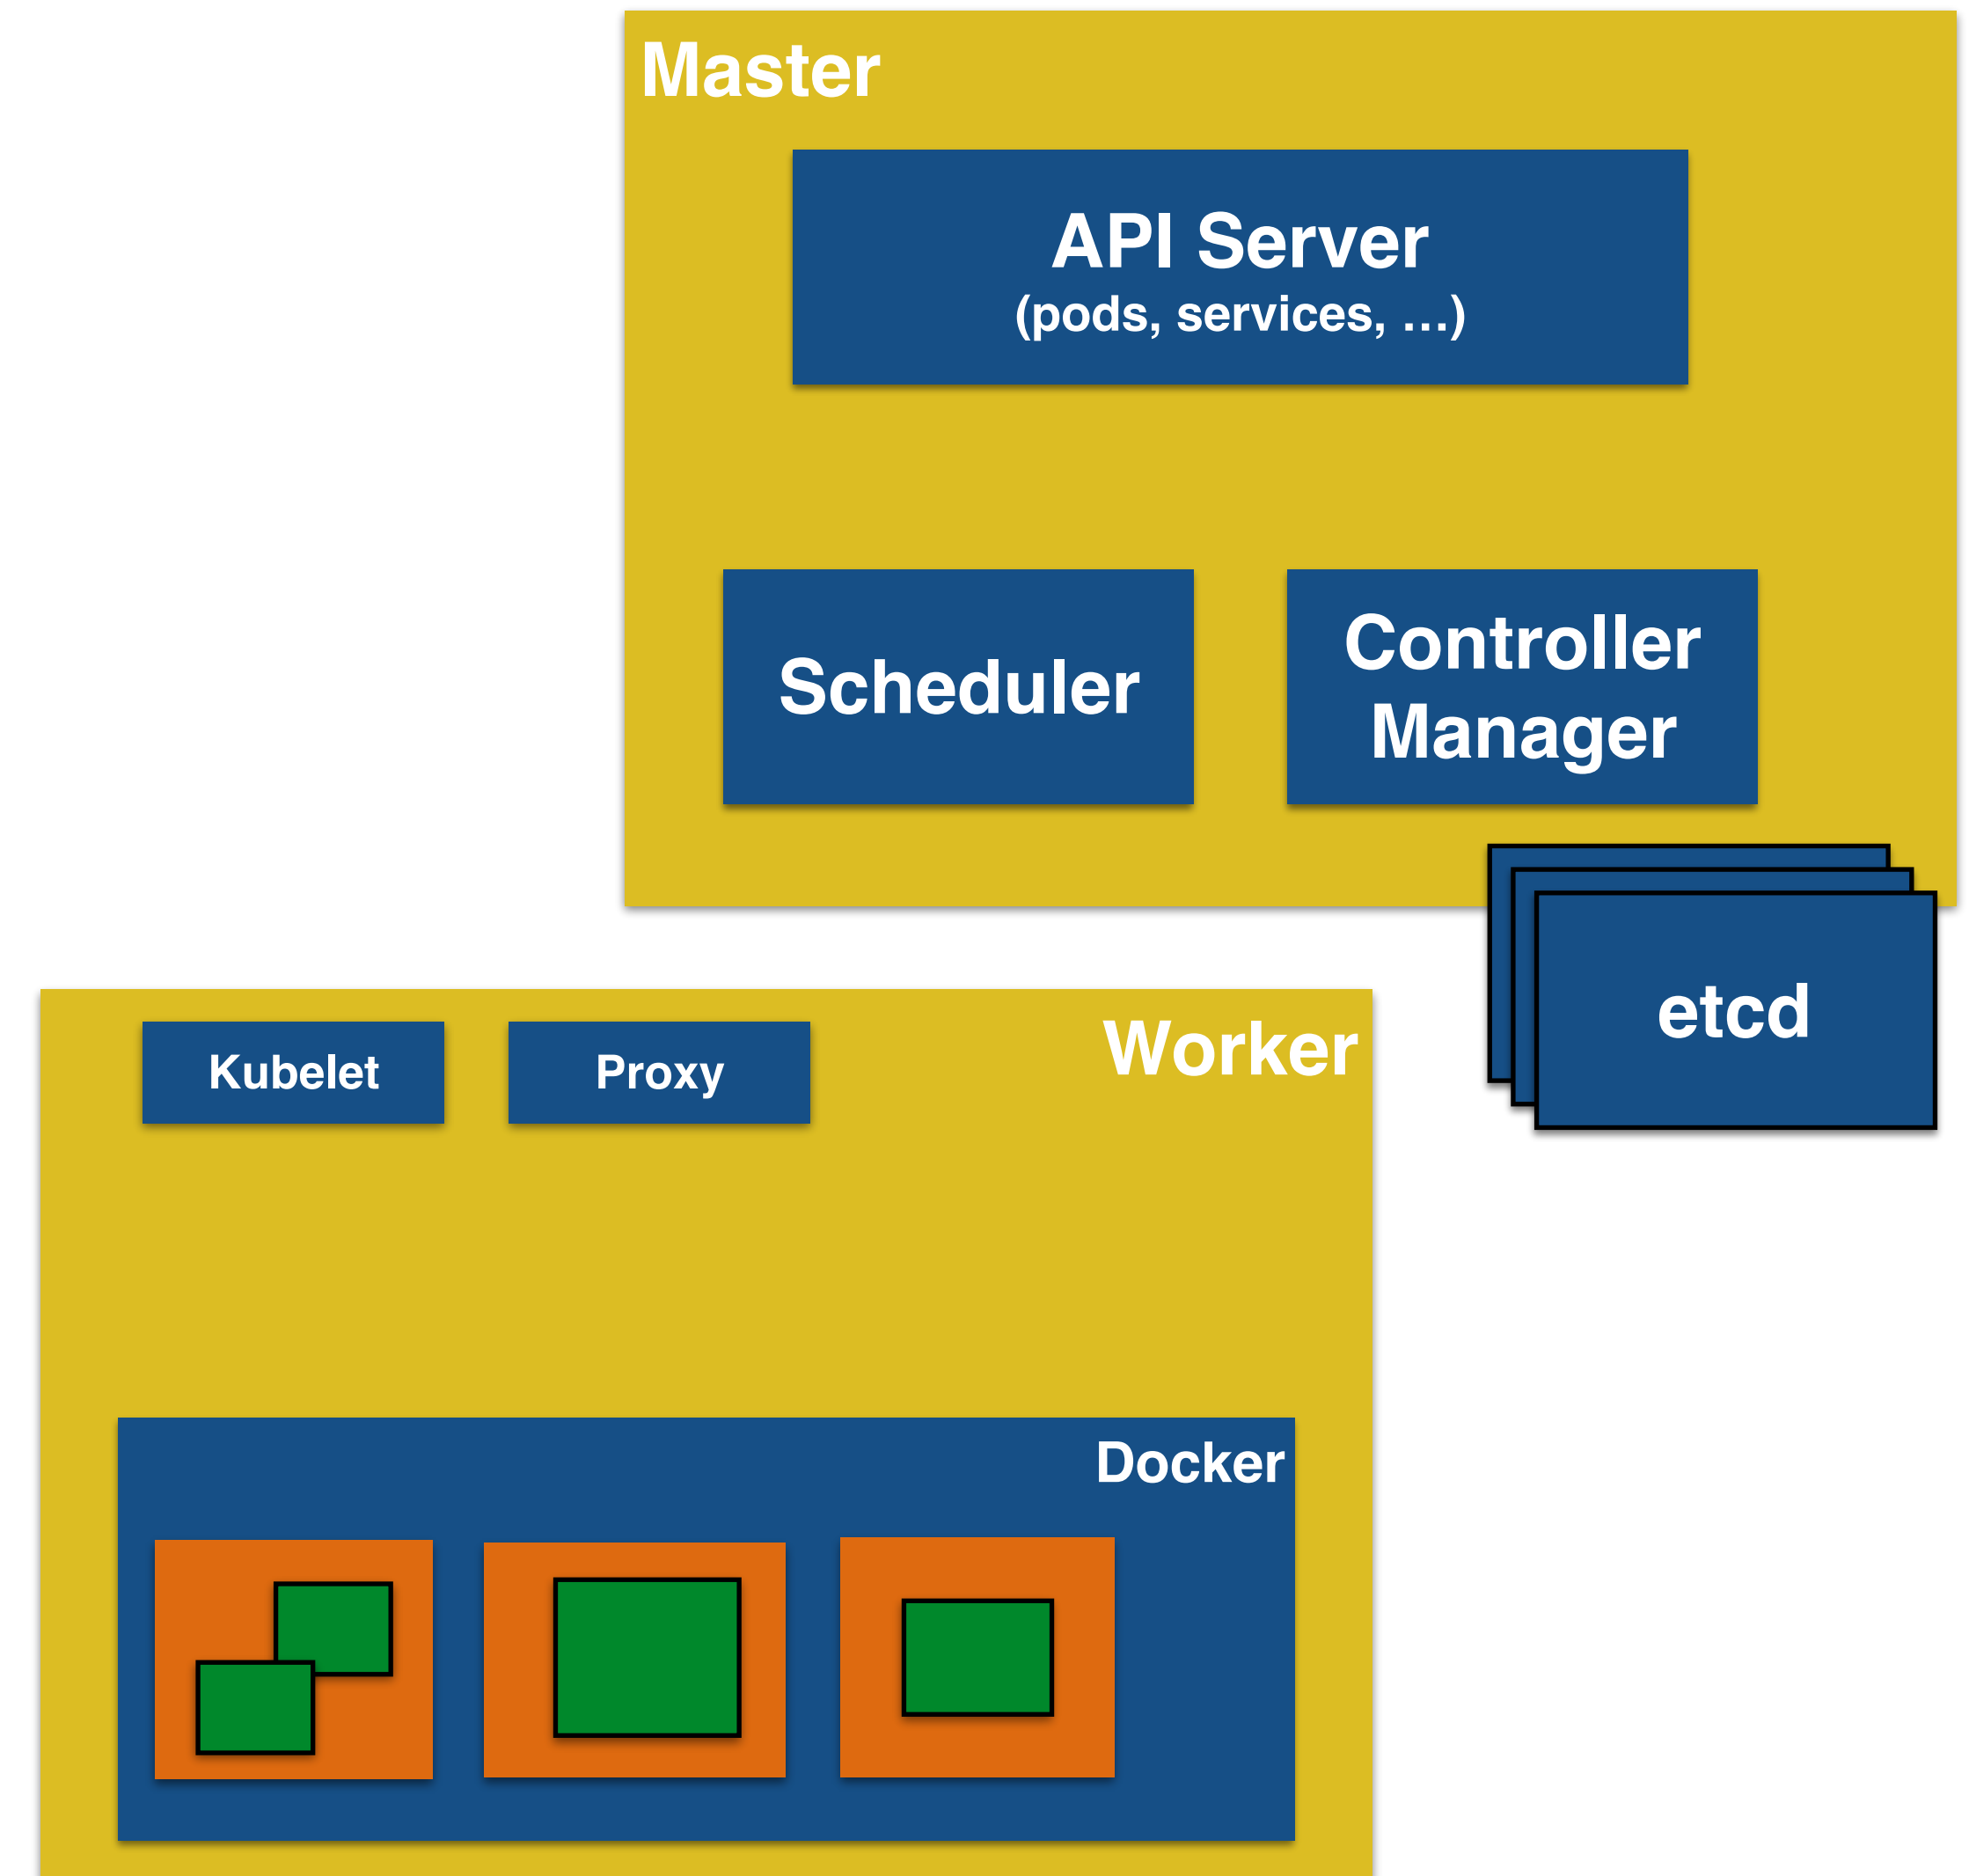 Master
API Server
(pods, services, ...)
Scheduler
Controller
Manager
etcd
Worker
Kubelet
Proxy
Docker